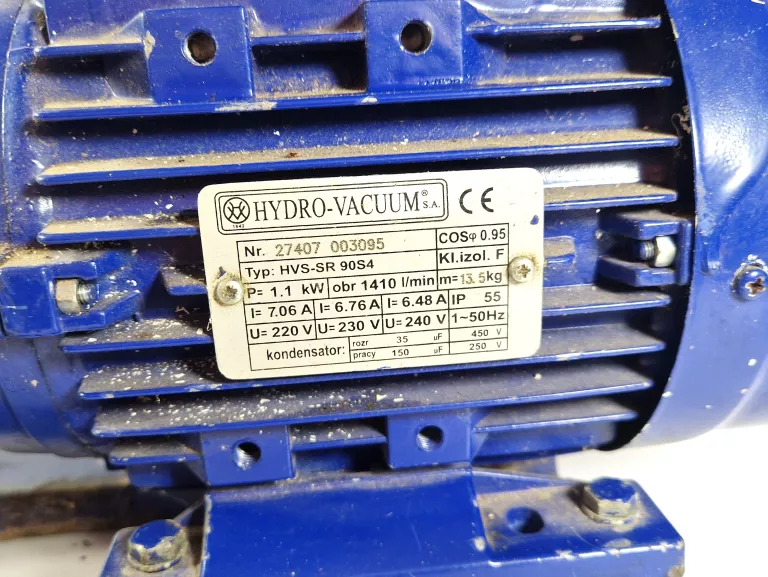 HYDRO-VACUUM® S.A. CE
1842
Nr. 27407 003095 COSφ 0.95
Typ: HVS-SR 90S4 Kl.izol. F
P= 1.1 kW obr 1410 l/min m= 13.5kg
I= 7.06 A I= 6.76 A I= 6.48 A IP 55
U= 220 V U= 230 V U= 240 V 1~50Hz
kondensator: rozr 35 uF 450 V
pracy 150 uF 250 V